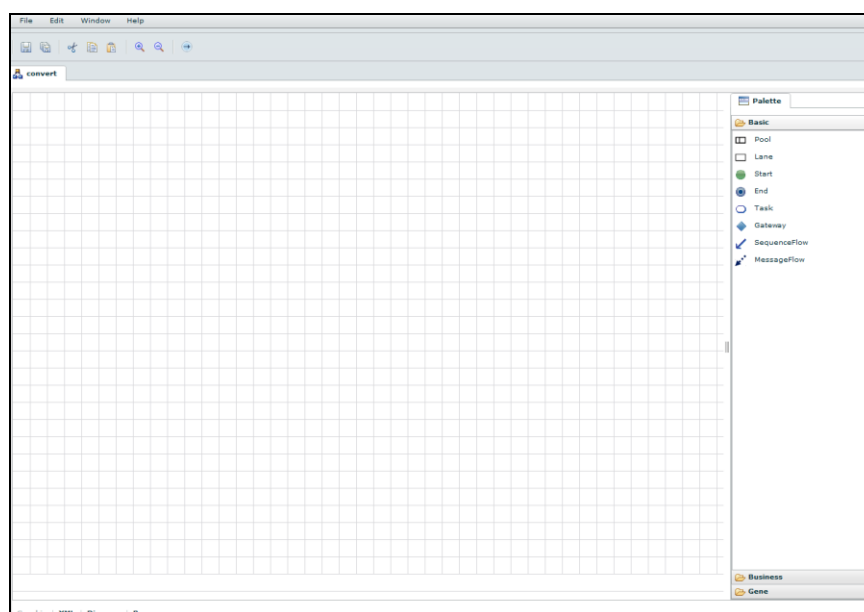 File Edit Window Help
convert
Palette
Basic
Pool
Lane
Start
End
Task
Gateway
SequenceFlow
MessageFlow
Business
Gene